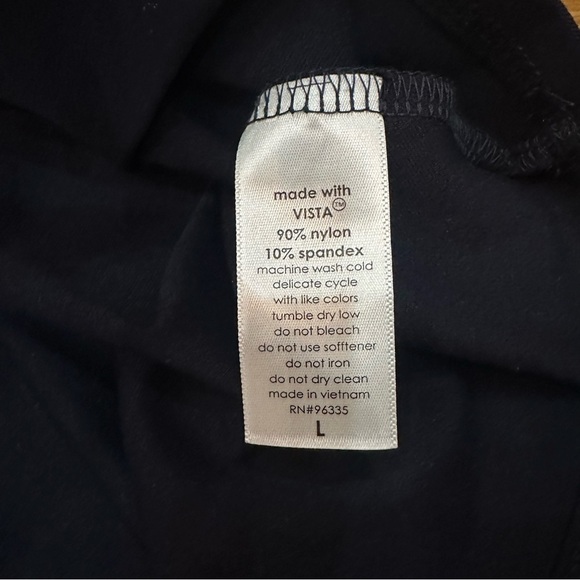 made with
VISTA™
90% nylon
10% spandex
machine wash cold
delicate cycle
with like colors
tumble dry low
do not bleach
do not use sofftener
do not iron
do not dry clean
made in vietnam
RN#96335
L